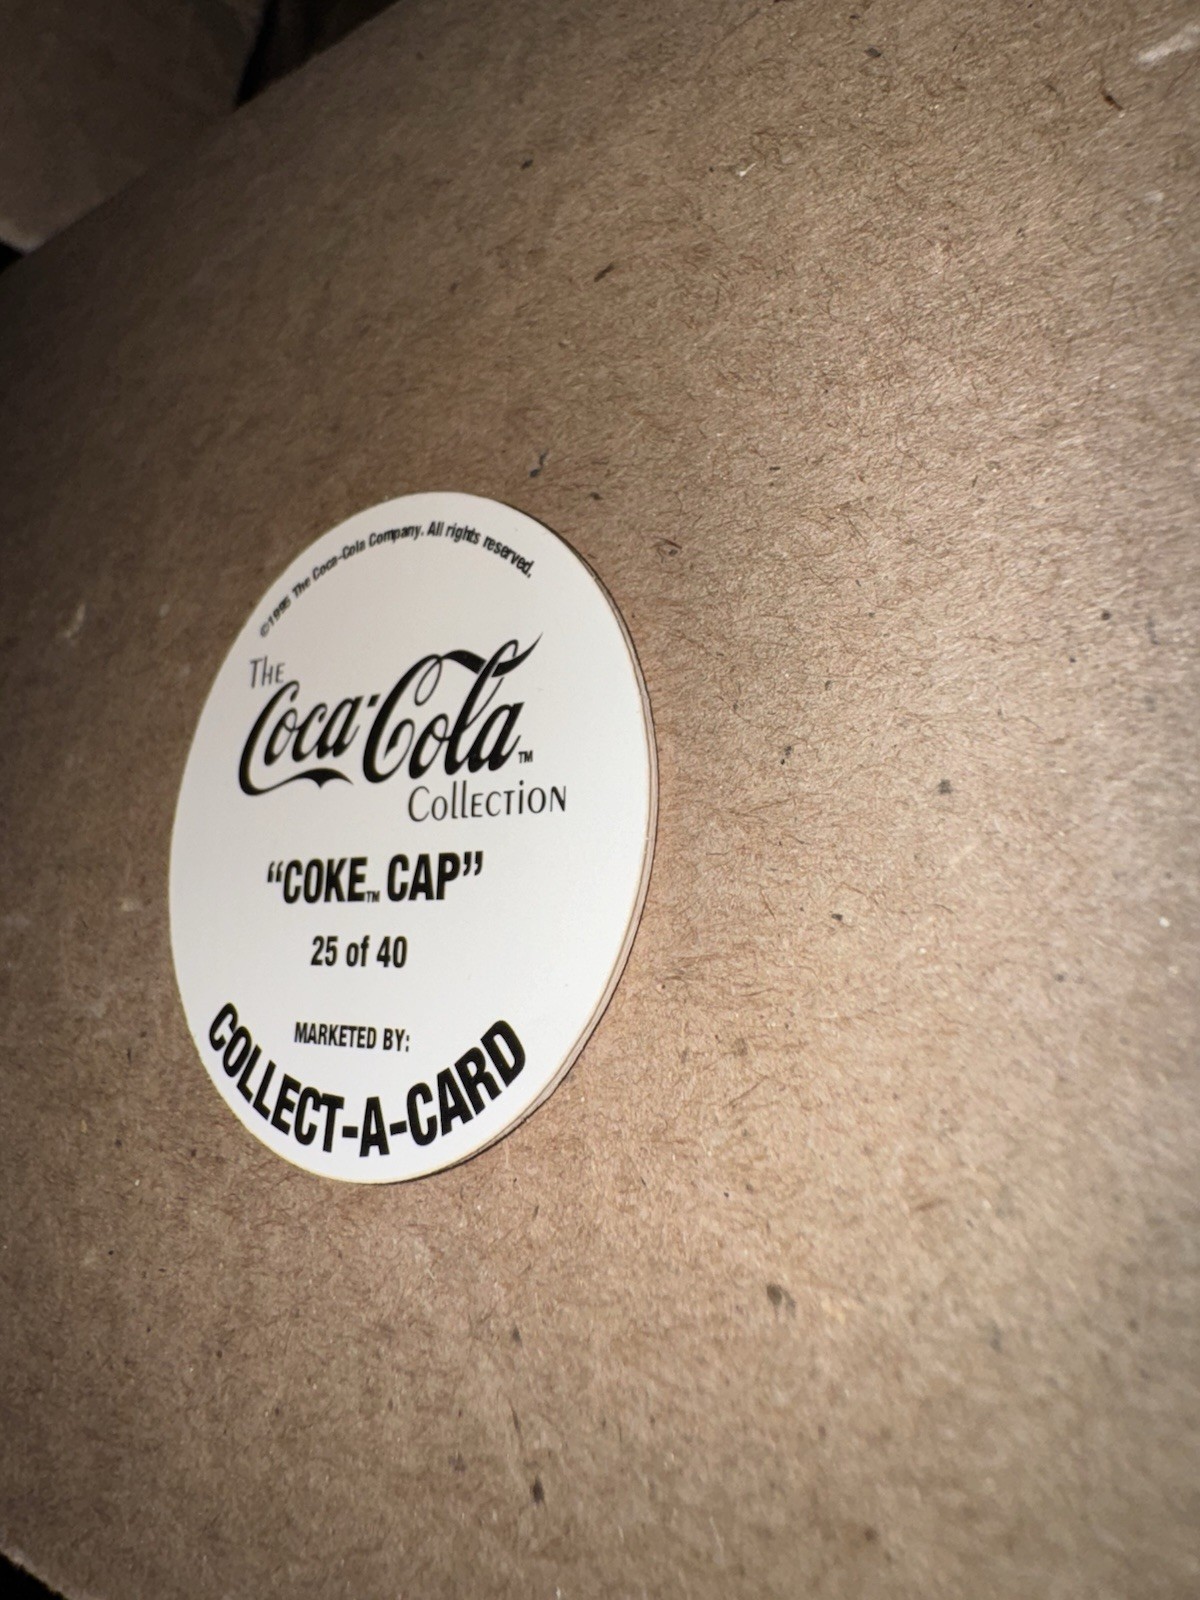 ©1995 The Coca-Cola Company. All rights reserved.
THE
Coca-Cola™
COLLECTION
“COKE™ CAP”
25 of 40
MARKETED BY:
COLLECT-A-CARD